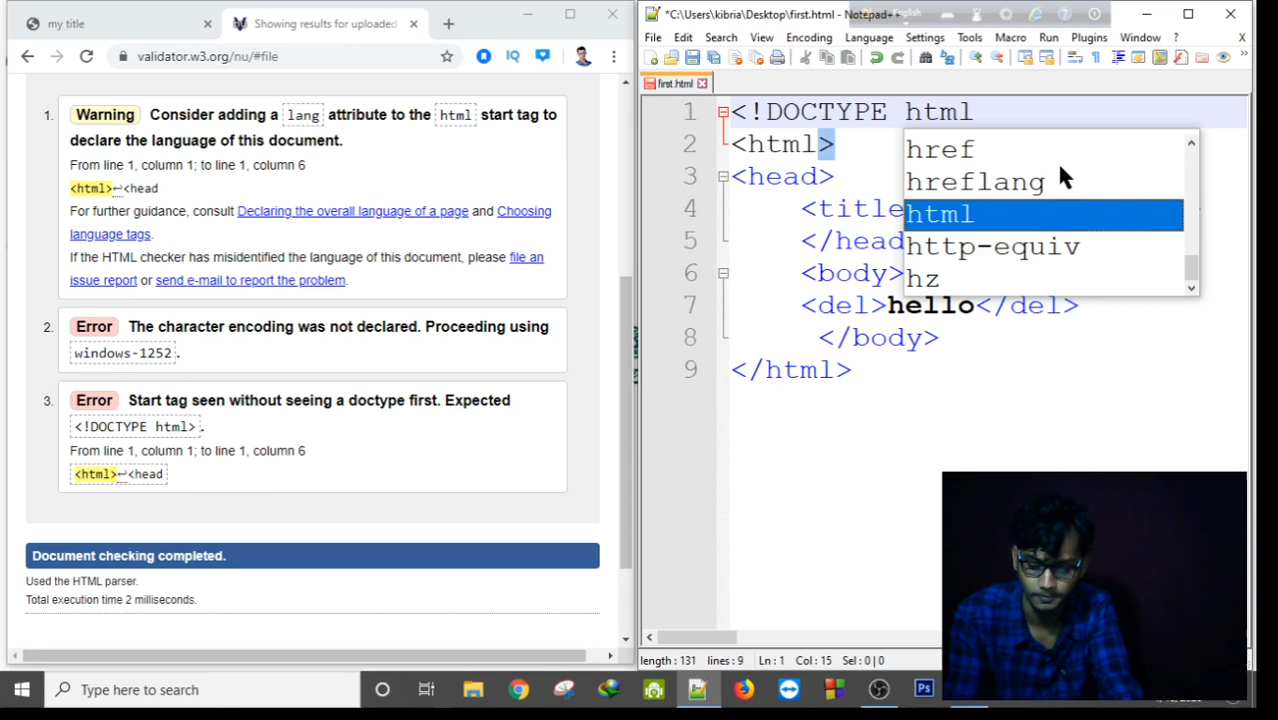 my title
Showing results for uploaded
validator.w3.org/nu/#file
1. Warning Consider adding a lang attribute to the html start tag to
declare the language of this document.
From line 1, column 1; to line 1, column 6
<html>↩<head
For further guidance, consult Declaring the overall language of a page and Choosing
language tags.
If the HTML checker has misidentified the language of this document, please file an
issue report or send e-mail to report the problem.
2. Error The character encoding was not declared. Proceeding using
windows-1252.
3. Error Start tag seen without seeing a doctype first. Expected
<!DOCTYPE html>.
From line 1, column 1; to line 1, column 6
<html>↩<head
Document checking completed.
Used the HTML parser.
Total execution time 2 milliseconds.
*C:\Users\kibria\Desktop\first.html - Notepad++
English
File Edit Search View Encoding Language Settings Tools Macro Run Plugins Window ?
first.html
1 <!DOCTYPE html
2 <html>
3 <head>
4 <title
5 </head
6 <body>
7 <del>hello</del>
8 </body>
9 </html>
href
hreflang
html
http-equiv
hz
length : 131 lines : 9 Ln : 1 Col : 15 Sel : 0 | 0
Type here to search
Ps